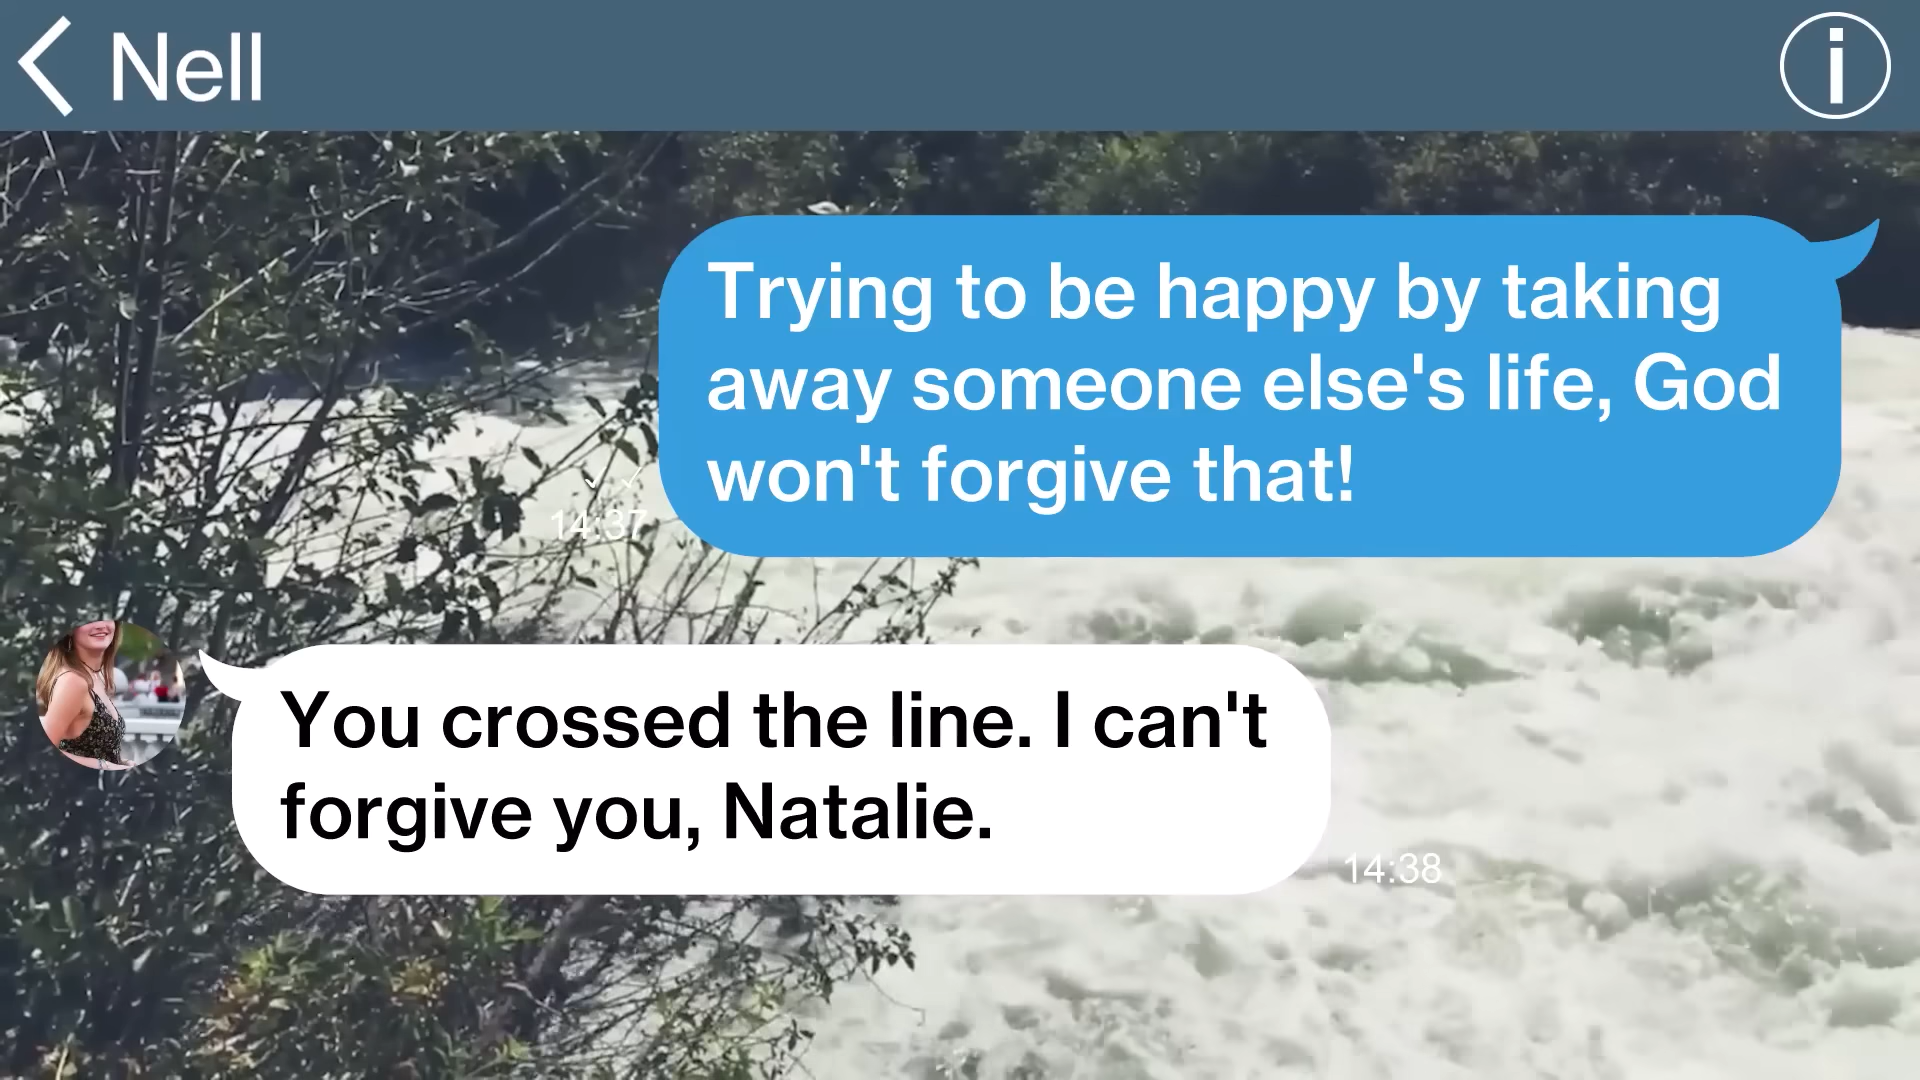 Nell
i
Trying to be happy by taking
away someone else's life, God
won't forgive that!
14:37
You crossed the line. I can't
forgive you, Natalie.
14:38